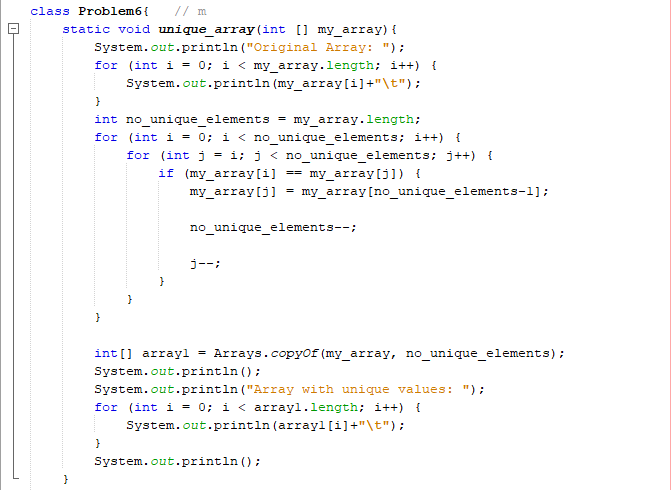 class Problem6{   // m
    static void unique_array(int [] my_array){
        System.out.println("Original Array: ");
        for (int i = 0; i < my_array.length; i++) {
            System.out.println(my_array[i]+"\t");
        }
        int no_unique_elements = my_array.length;
        for (int i = 0; i < no_unique_elements; i++) {
            for (int j = i; j < no_unique_elements; j++) {
                if (my_array[i] == my_array[j]) {
                    my_array[j] = my_array[no_unique_elements-1];
                    no_unique_elements--;
                    j--;
                }
            }
        }
        int[] array1 = Arrays.copyOf(my_array, no_unique_elements);
        System.out.println();
        System.out.println("Array with unique values: ");
        for (int i = 0; i < array1.length; i++) {
            System.out.println(array1[i]+"\t");
        }
        System.out.println();
    }